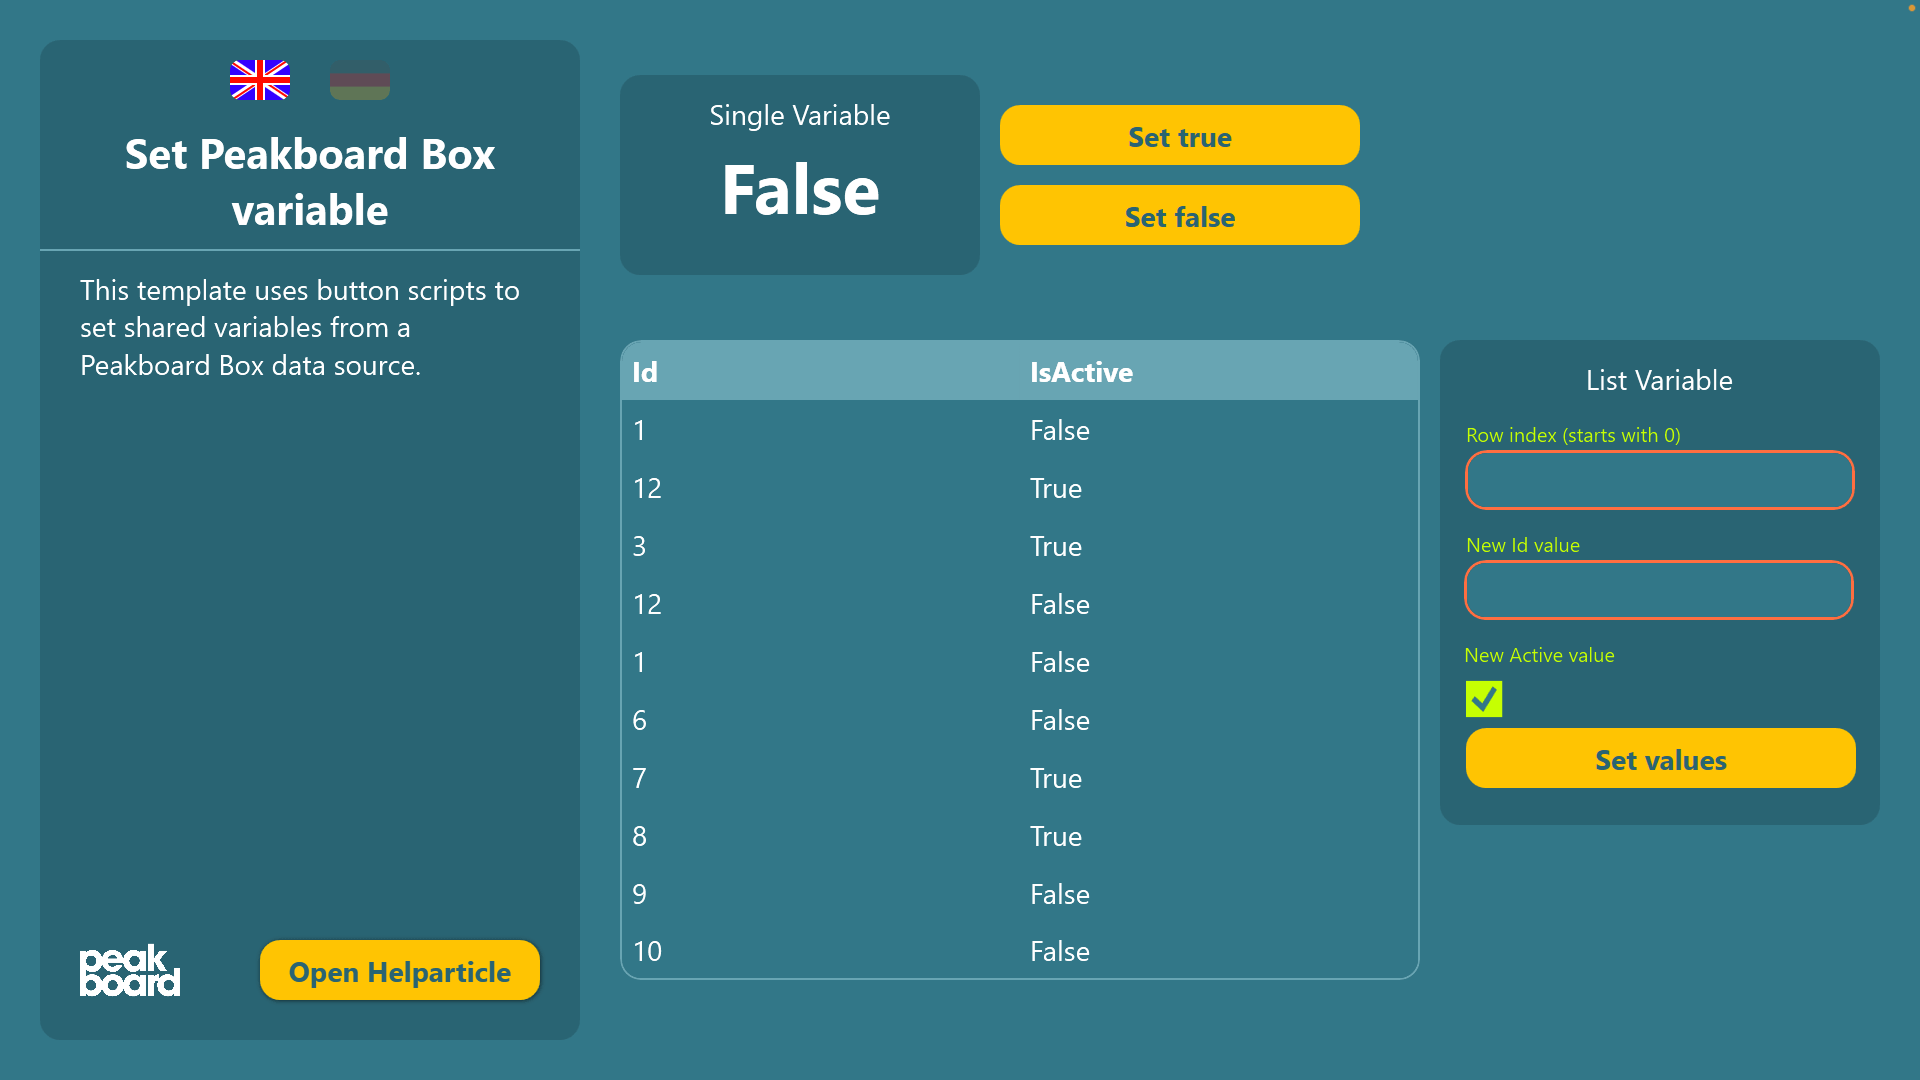 Set Peakboard Box
variable
This template uses button scripts to
set shared variables from a
Peakboard Box data source.
peak
board
Open Helparticle
Single Variable
False
Set true
Set false
Id IsActive
1 False
12 True
3 True
12 False
1 False
6 False
7 True
8 True
9 False
10 False
List Variable
Row index (starts with 0)
New Id value
New Active value
Set values